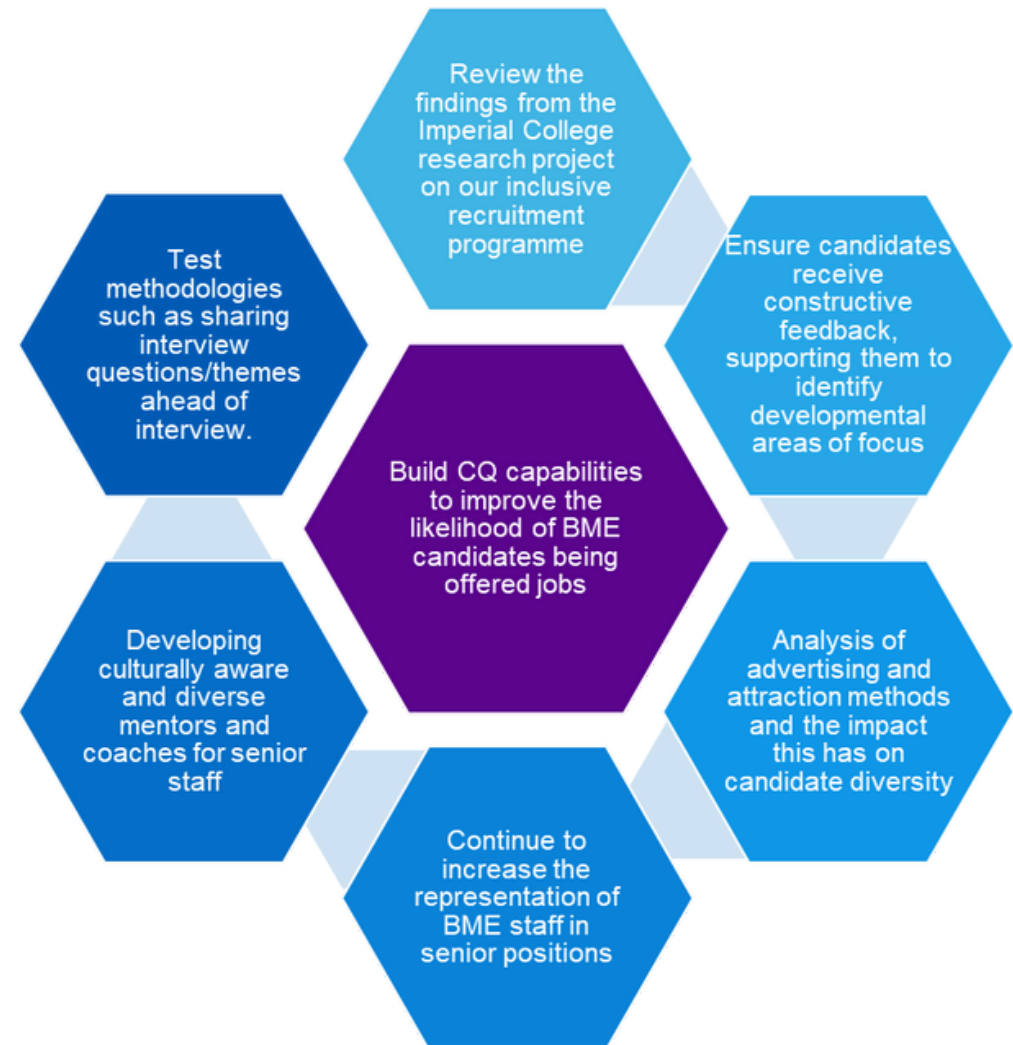 Review the
findings from the
Imperial College
research project
on our inclusive
recruitment
programme
Ensure candidates
receive
constructive
feedback,
supporting them to
identify
developmental
areas of focus
Analysis of
advertising and
attraction methods
and the impact
this has on
candidate diversity
Continue to
increase the
representation of
BME staff in
senior positions
Developing
culturally aware
and diverse
mentors and
coaches for senior
staff
Test
methodologies
such as sharing
interview
questions/themes
ahead of
interview.
Build CQ capabilities
to improve the
likelihood of BME
candidates being
offered jobs